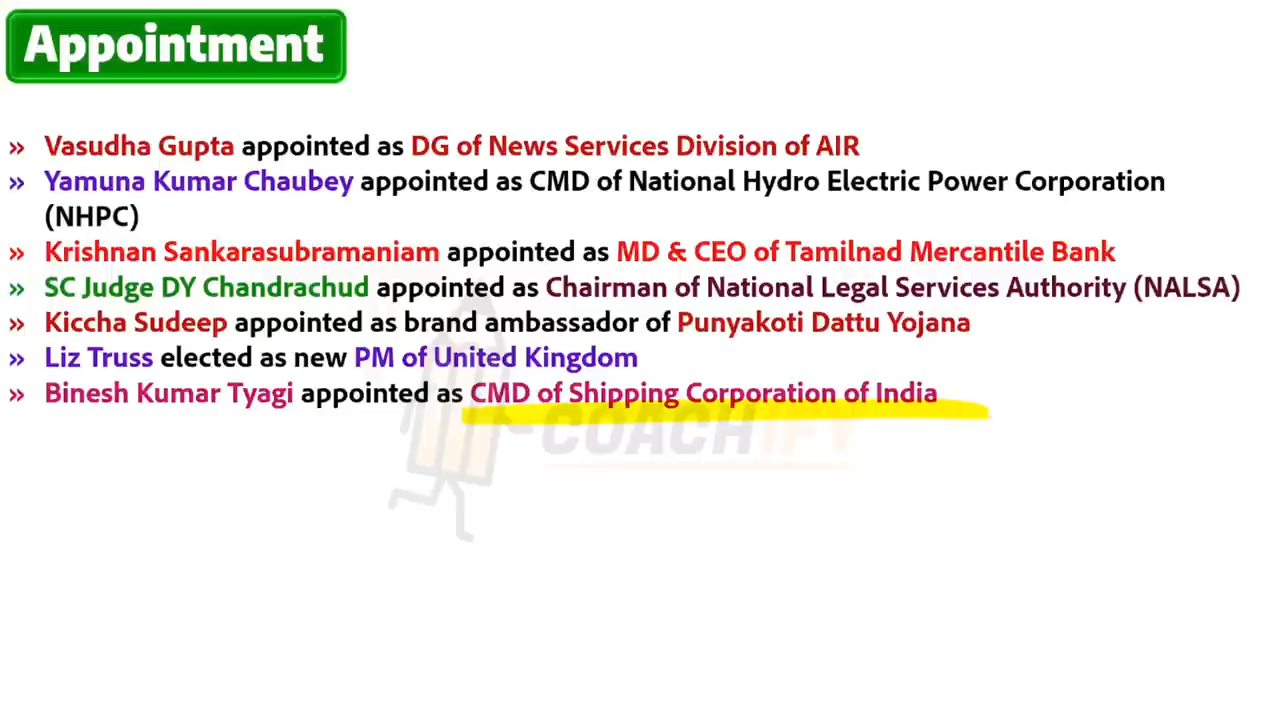 Appointment
» Vasudha Gupta appointed as DG of News Services Division of AIR
» Yamuna Kumar Chaubey appointed as CMD of National Hydro Electric Power Corporation
(NHPC)
» Krishnan Sankarasubramaniam appointed as MD & CEO of Tamilnad Mercantile Bank
» SC Judge DY Chandrachud appointed as Chairman of National Legal Services Authority (NALSA)
» Kiccha Sudeep appointed as brand ambassador of Punyakoti Dattu Yojana
» Liz Truss elected as new PM of United Kingdom
» Binesh Kumar Tyagi appointed as CMD of Shipping Corporation of India
COACHIFY